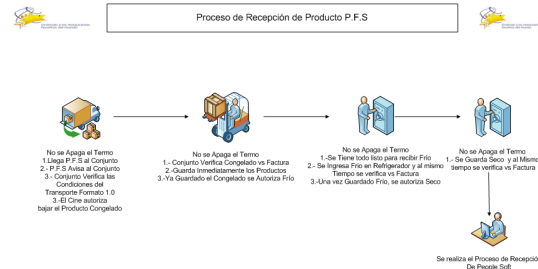 Proceso de Recepción de Producto P.F.S
No se Apaga el Termo
1.Llega P.F.S al Conjunto
2.- P.F.S Avisa al Conjunto
3.- Conjunto Verifica las
Condiciones del
Transporte Formato 1.0
3.-El Cine autoriza
bajar el Producto Congelado
No se Apaga el Termo
1.- Conjunto Verifica Congelado vs Factura
2.-Guarda Inmediatamente los Productos
3.-Ya Guardado el Congelado se Autoriza Frío
No se Apaga el Termo
1.-Se Tiene todo listo para recibir Frío
2.- Se Ingresa Frío en Refrigerador y al mismo
Tiempo se verifica vs Factura
3.-Una vez Guardado Frío, se autoriza Seco
No se Apaga el Termo
1.- Se Guarda Seco y al Mismo
tiempo se verifica vs Factura
Se realiza el Proceso de Recepció
De People Soft